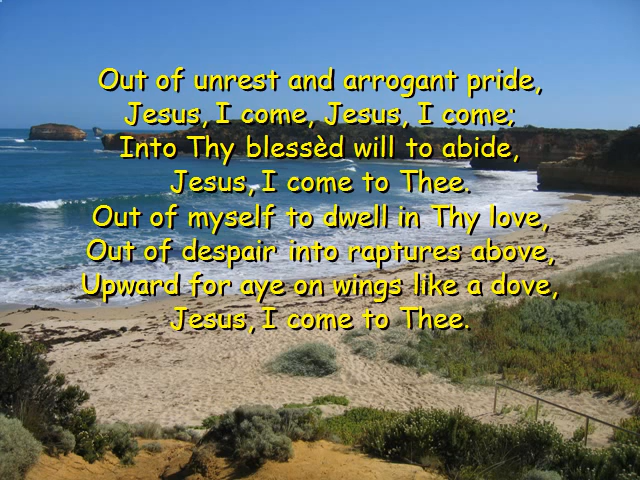 Out of unrest and arrogant pride,
Jesus, I come, Jesus, I come;
Into Thy blessèd will to abide,
Jesus, I come to Thee.
Out of myself to dwell in Thy love,
Out of despair into raptures above,
Upward for aye on wings like a dove,
Jesus, I come to Thee.